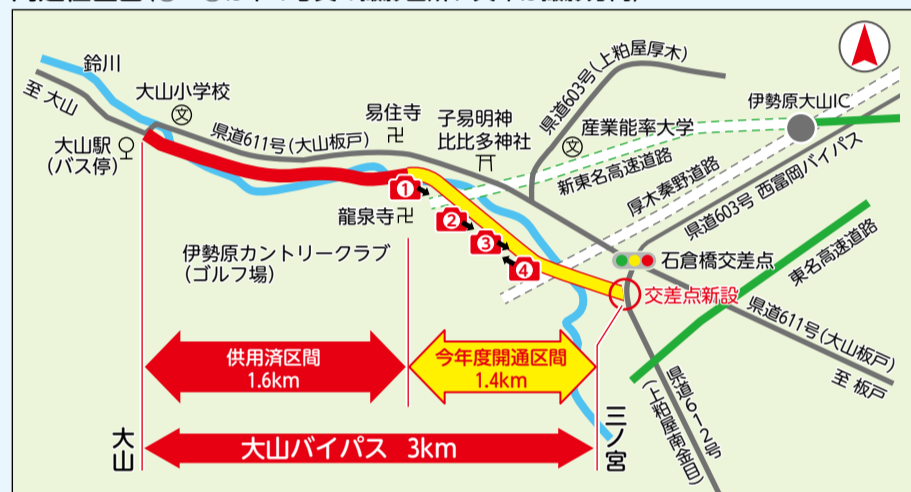 鈴川
至 大山
大山小学校
文
大山駅
(バス停)
県道611号(大山板戸)
易住寺
子易明神
比比多神社
県道603号(上粕屋厚木)
産業能率大学
文
伊勢原大山IC
新東名高速道路
厚木秦野道路
県道603号 西富岡バイパス
龍泉寺
1
2
3
4
伊勢原カントリークラブ
(ゴルフ場)
石倉橋交差点
交差点新設
東名高速道路
県道611号(大山板戸)
至 板戸
県道612号
(上粕屋南金目)
供用済区間
1.6km
今年度開通区間
1.4km
大山
三ノ宮
大山バイパス 3km